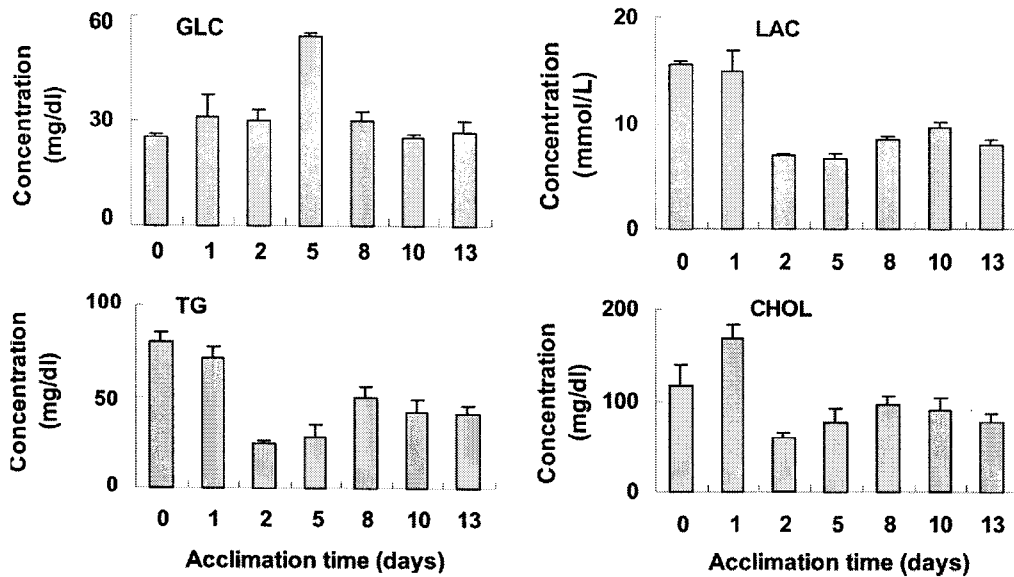 GLC
60
30
0
Concentration
(mg/dl)
0 1 2 5 8 10 13
LAC
20
10
0
Concentration
(mmol/L)
0 1 2 5 8 10 13
TG
100
50
0
Concentration
(mg/dl)
0 1 2 5 8 10 13
Acclimation time (days)
CHOL
200
100
0
Concentration
(mg/dl)
0 1 2 5 8 10 13
Acclimation time (days)